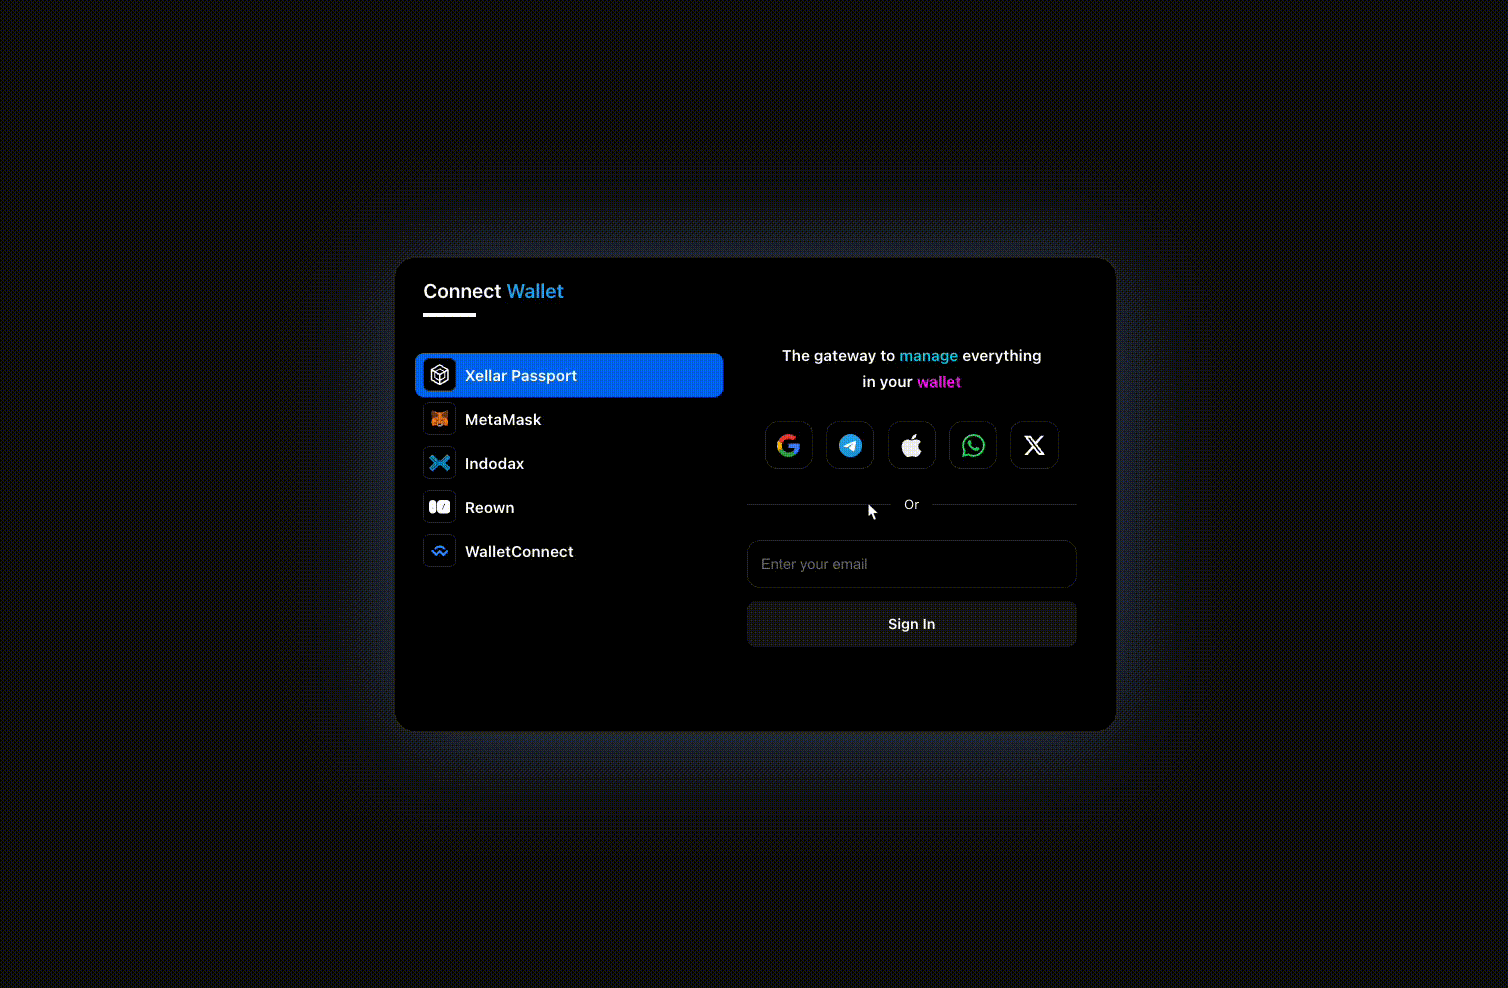 Connect Wallet
Xellar Passport
MetaMask
Indodax
Reown
WalletConnect
The gateway to manage everything
in your wallet
Or
Enter your email
Sign In